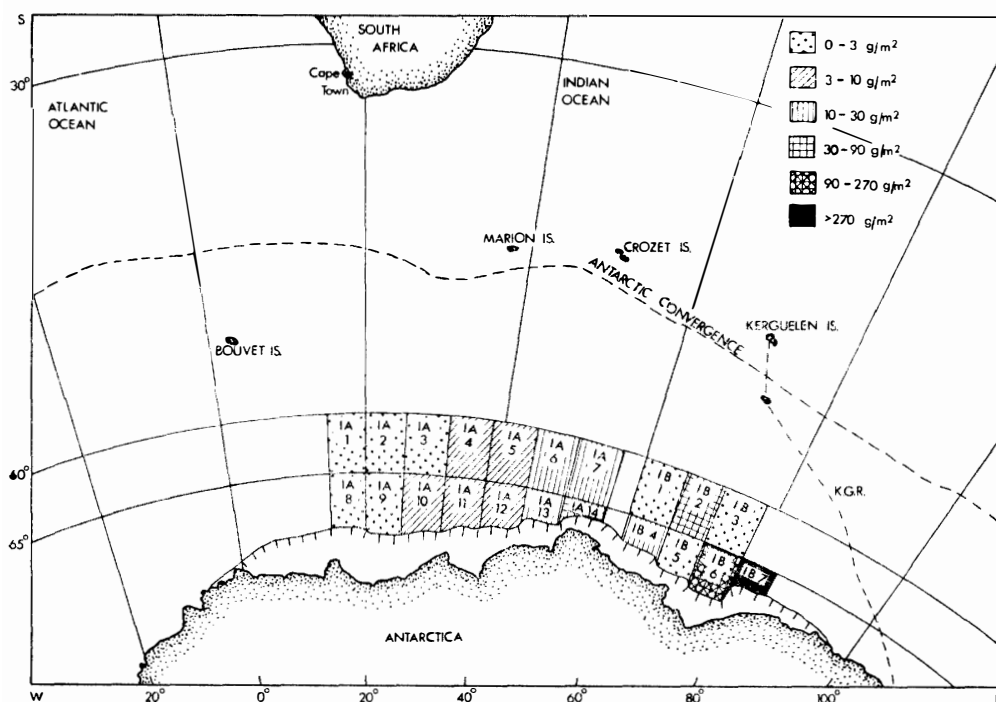 S
30°
60°
65°
SOUTH
AFRICA
Cape
Town
ATLANTIC
OCEAN
INDIAN
OCEAN
0 - 3 g/m²
3 - 10 g/m²
10 - 30 g/m²
30 - 90 g/m²
90 - 270 g/m²
>270 g/m²
MARION IS.
CROZET IS.
ANTARCTIC CONVERGENCE
KERGUELEN IS.
BOUVET IS.
K.G.R.
IA
1
IA
2
IA
3
IA
4
IA
5
IA
6
IA
7
IB
1
IB
2
IB
3
IA
8
IA
9
IA
10
IA
11
IA
12
IA
13
IA 14
IB 4
IB
5
IB
6
IB 7
ANTARCTICA
W
20°
0°
20°
40°
60°
80°
100°